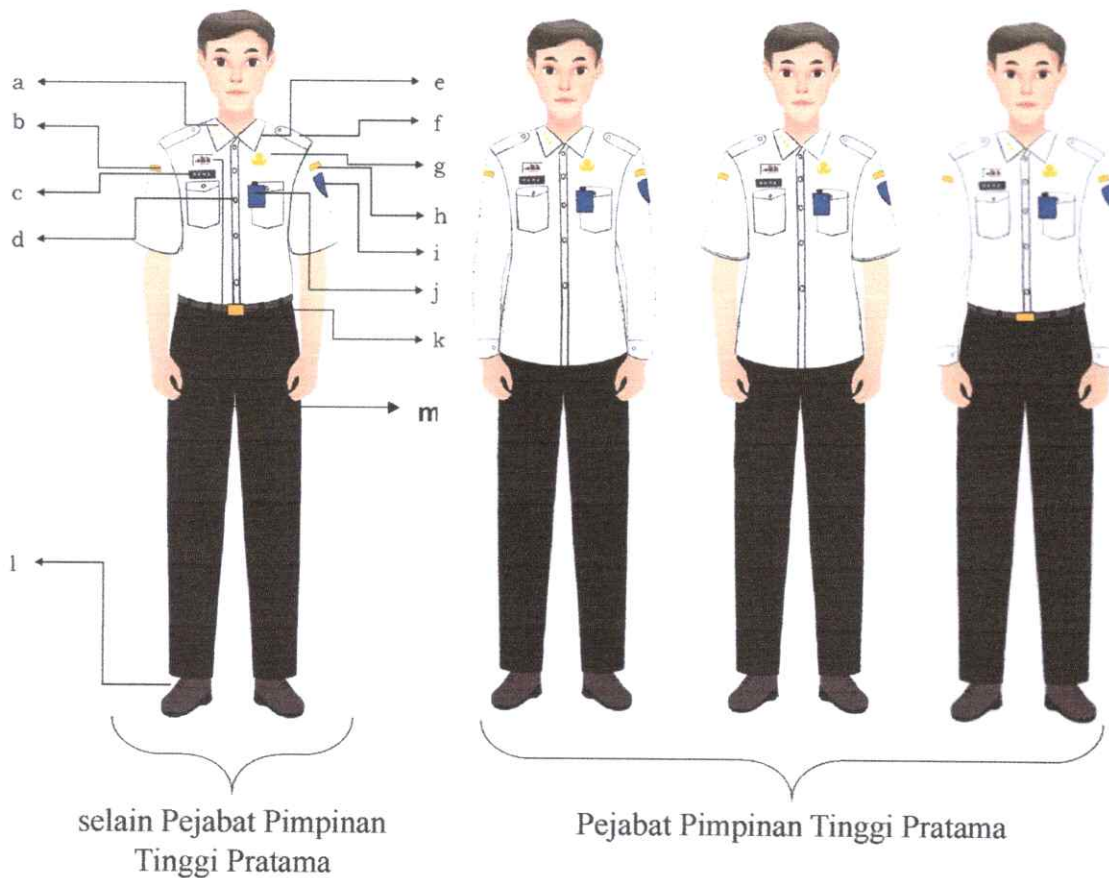 a
b
c
d
e
f
g
h
i
j
k
m
l
selain Pejabat Pimpinan
Tinggi Pratama
Pejabat Pimpinan Tinggi Pratama